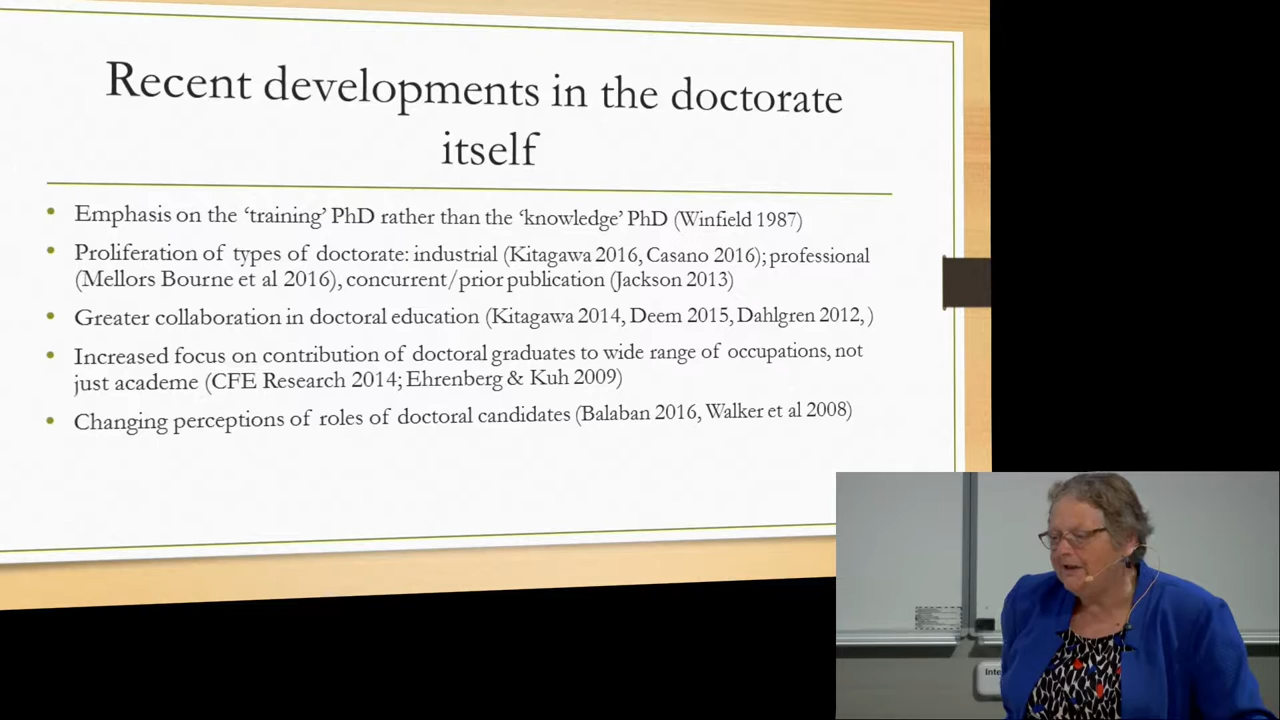 Recent developments in the doctorate
itself
• Emphasis on the ‘training’ PhD rather than the ‘knowledge’ PhD (Winfield 1987)
• Proliferation of types of doctorate: industrial (Kitagawa 2016, Casano 2016); professional
(Mellors Bourne et al 2016), concurrent/prior publication (Jackson 2013)
• Greater collaboration in doctoral education (Kitagawa 2014, Deem 2015, Dahlgren 2012, )
• Increased focus on contribution of doctoral graduates to wide range of occupations, not
just academe (CFE Research 2014; Ehrenberg & Kuh 2009)
• Changing perceptions of roles of doctoral candidates (Balaban 2016, Walker et al 2008)
Inte